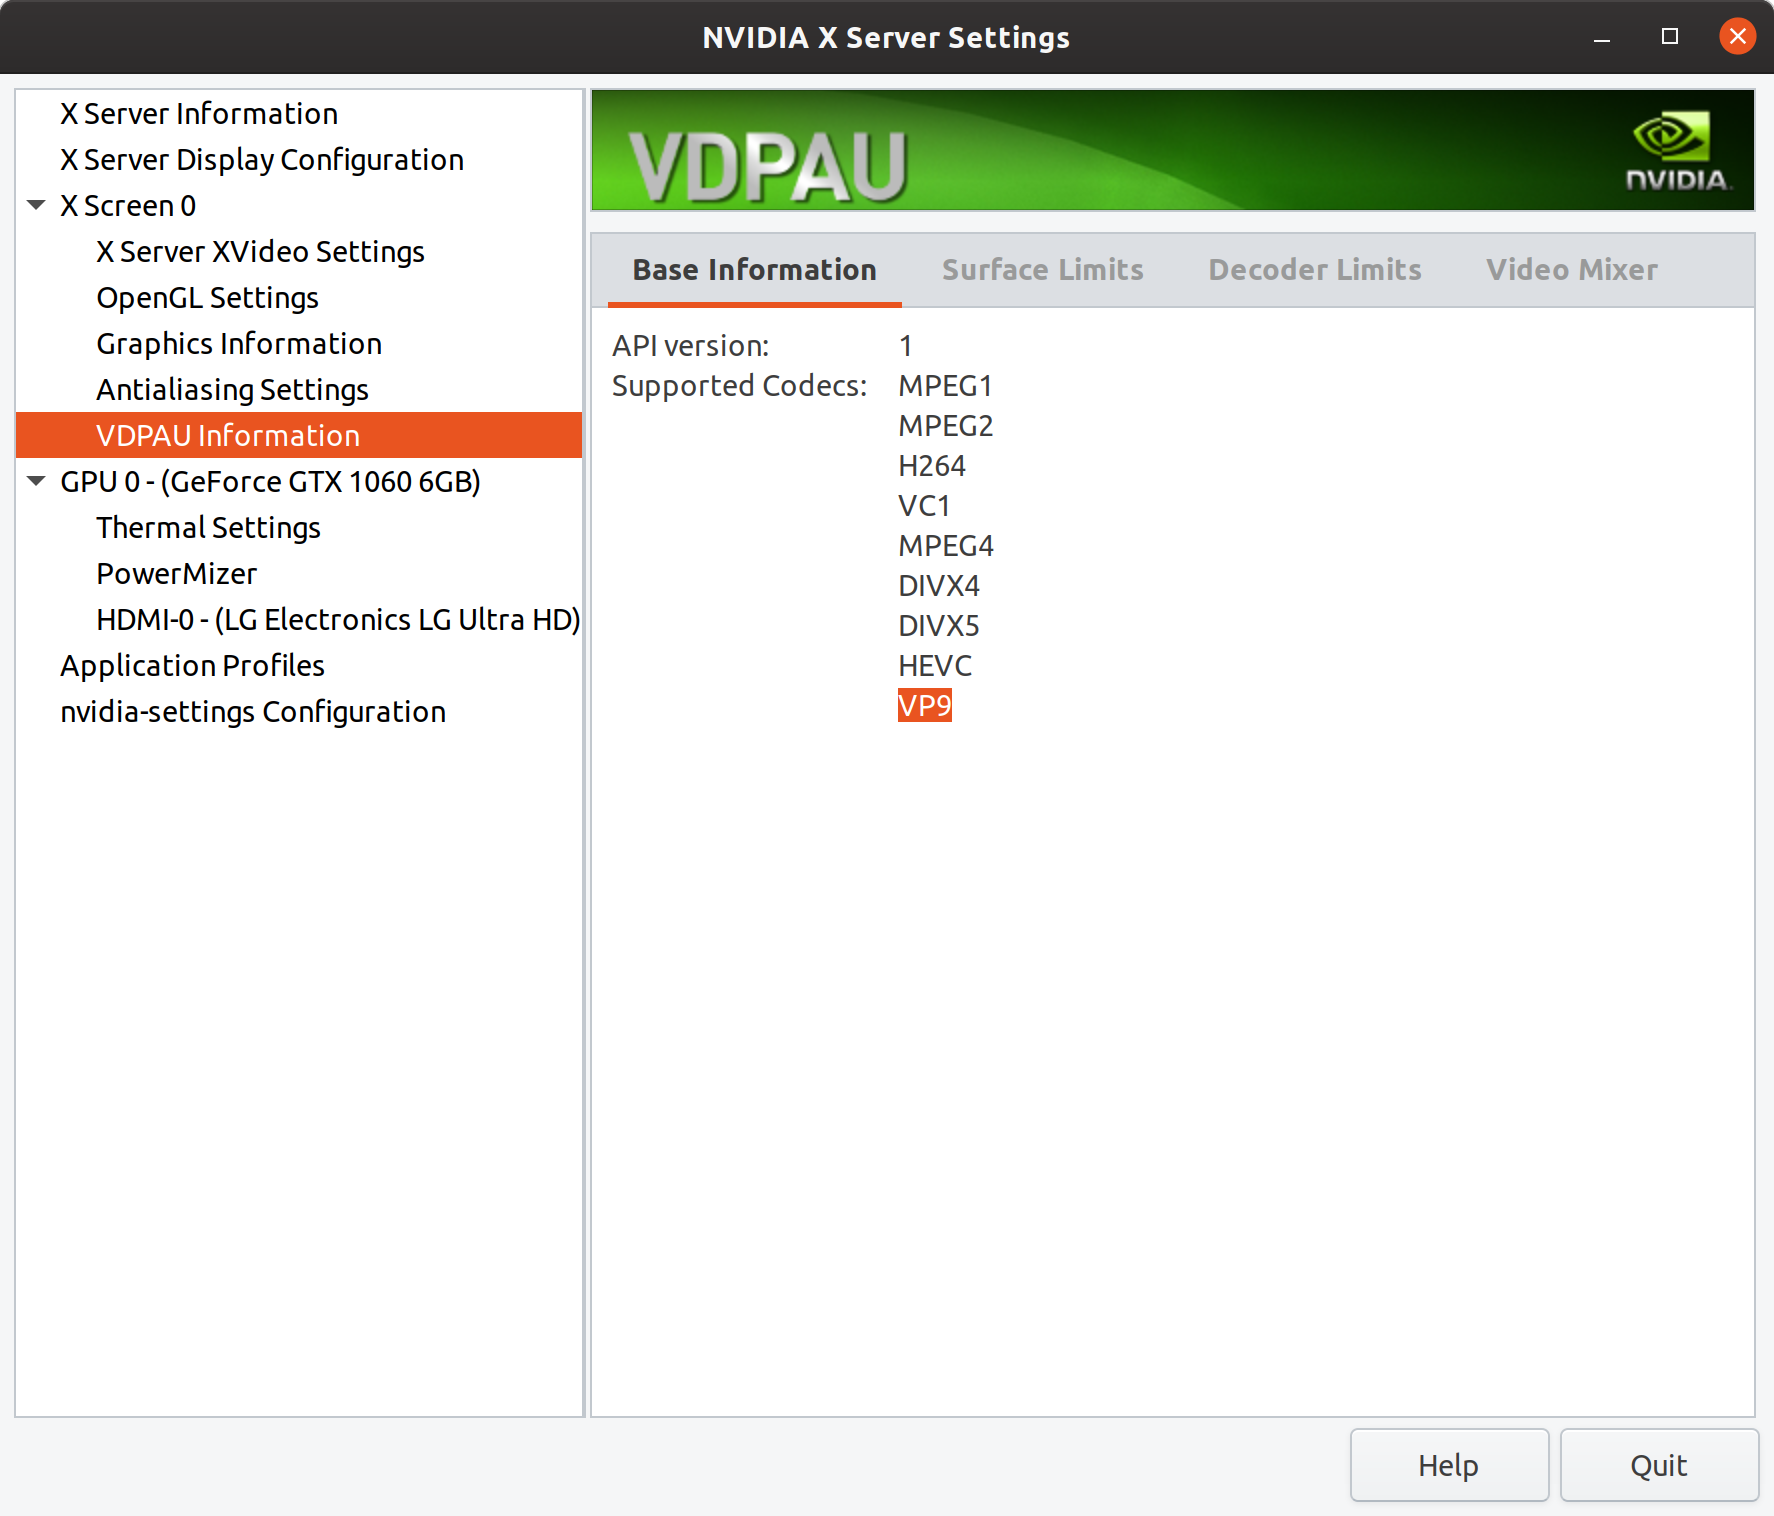 NVIDIA X Server Settings
X Server Information
X Server Display Configuration
X Screen 0
X Server XVideo Settings
OpenGL Settings
Graphics Information
Antialiasing Settings
VDPAU Information
GPU 0 - (GeForce GTX 1060 6GB)
Thermal Settings
PowerMizer
HDMI-0 - (LG Electronics LG Ultra HD)
Application Profiles
nvidia-settings Configuration
VDPAU
NVIDIA.
Base Information Surface Limits Decoder Limits Video Mixer
API version: 1
Supported Codecs: MPEG1
MPEG2
H264
VC1
MPEG4
DIVX4
DIVX5
HEVC
VP9
Help Quit